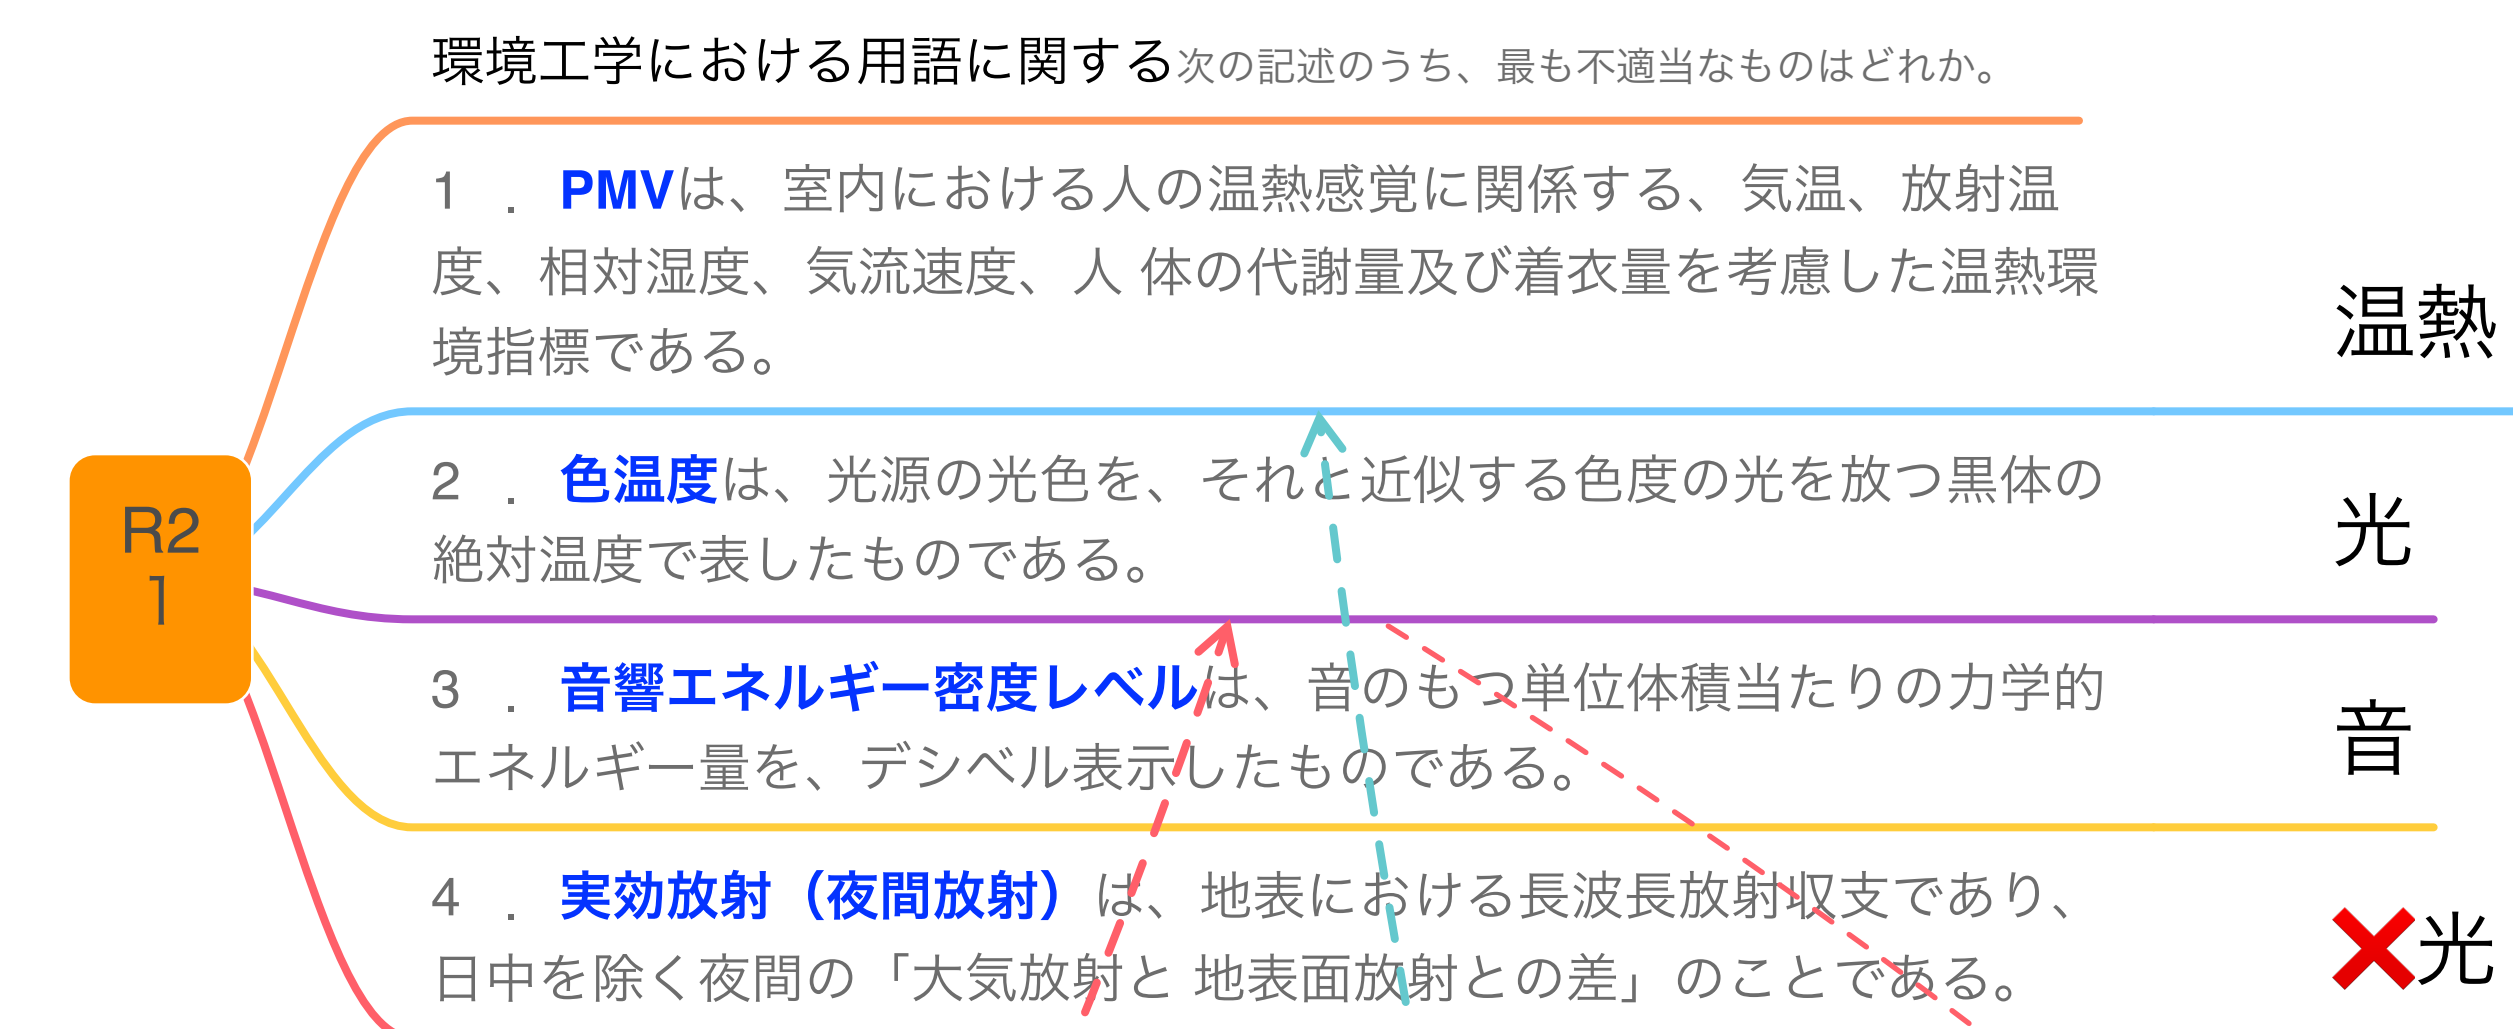 環境工学における用語に関する次の記述のうち、最も不適当なものはどれか。
1 . PMVは、室内における人の温熱感覚に関係する、気温、放射温
度、相対湿度、気流速度、人体の代謝量及び着衣量を考慮した温熱環
境指標である。
温熱
2 . 色温度は、光源の光色を、それと近似する色度の光を放つ黒体の
絶対温度で表したものである。
光
R2
1
3 . 音響エネルギー密度レベルは、音のもつ単位体積当たりの力学的
エネルギー量を、デシベル表示したものである。
音
4 . 実効放射(夜間放射)は、地表における長波長放射収支であり、
日中を除く夜間の「大気放射と地表面放射との差」のことである。
❌光